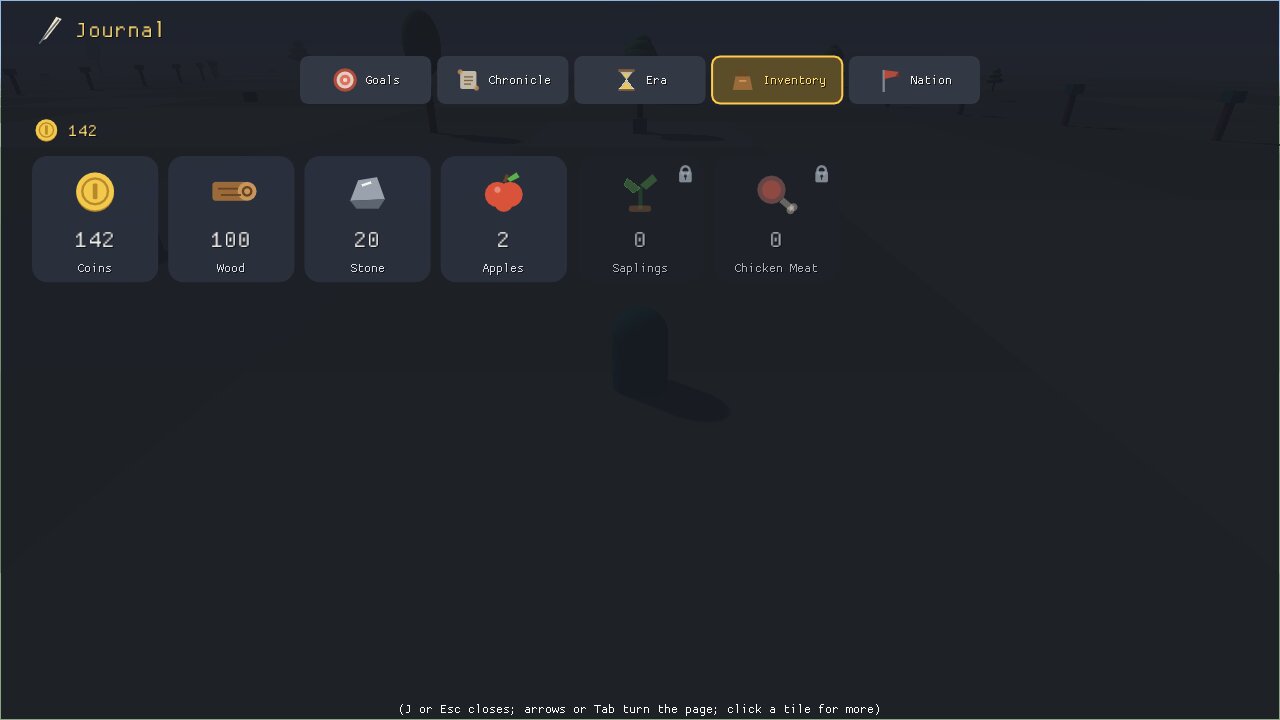 Journal
Goals
Chronicle
Era
Inventory
Nation
142
142
Coins
100
Wood
20
Stone
2
Apples
0
Saplings
0
Chicken Meat
(J or Esc closes; arrows or Tab turn the page; click a tile for more)